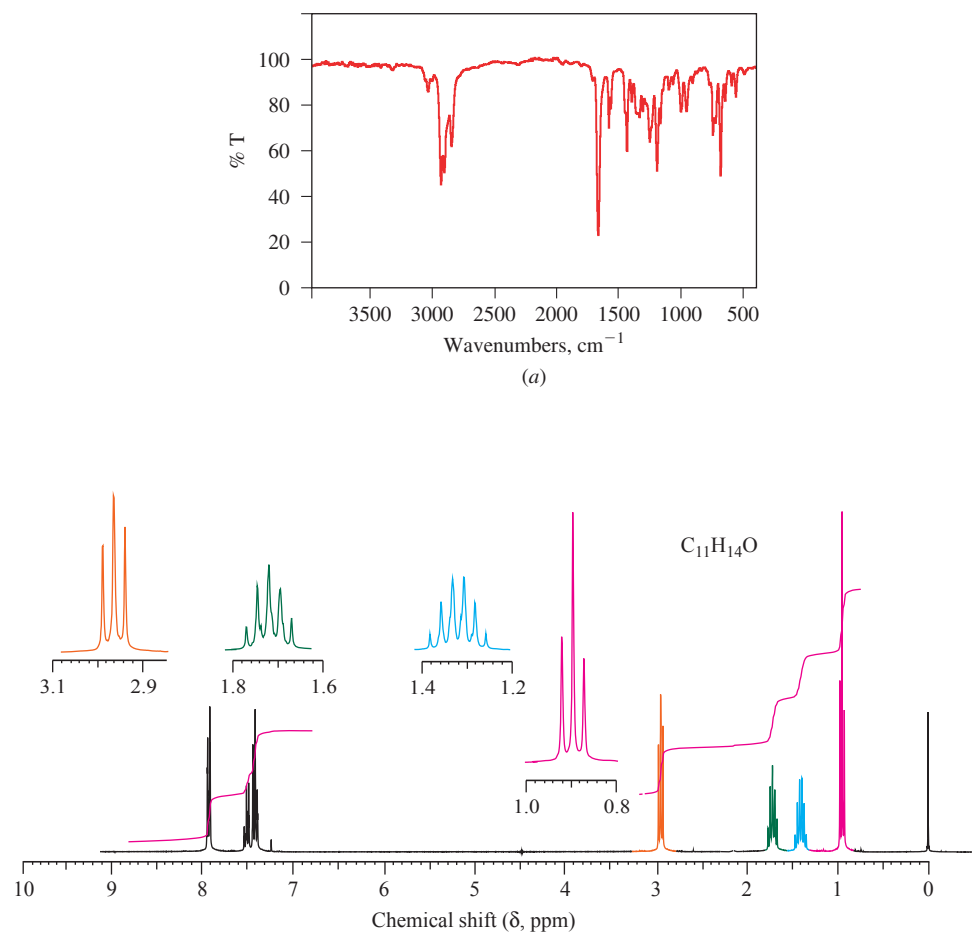 100
80
60
40
20
0
% T
3500 3000 2500 2000 1500 1000 500
Wavenumbers, cm−1
(a)
C11H14O
3.1 2.9
1.8 1.6
1.4 1.2
1.0 0.8
10 9 8 7 6 5 4 3 2 1 0
Chemical shift (δ, ppm)